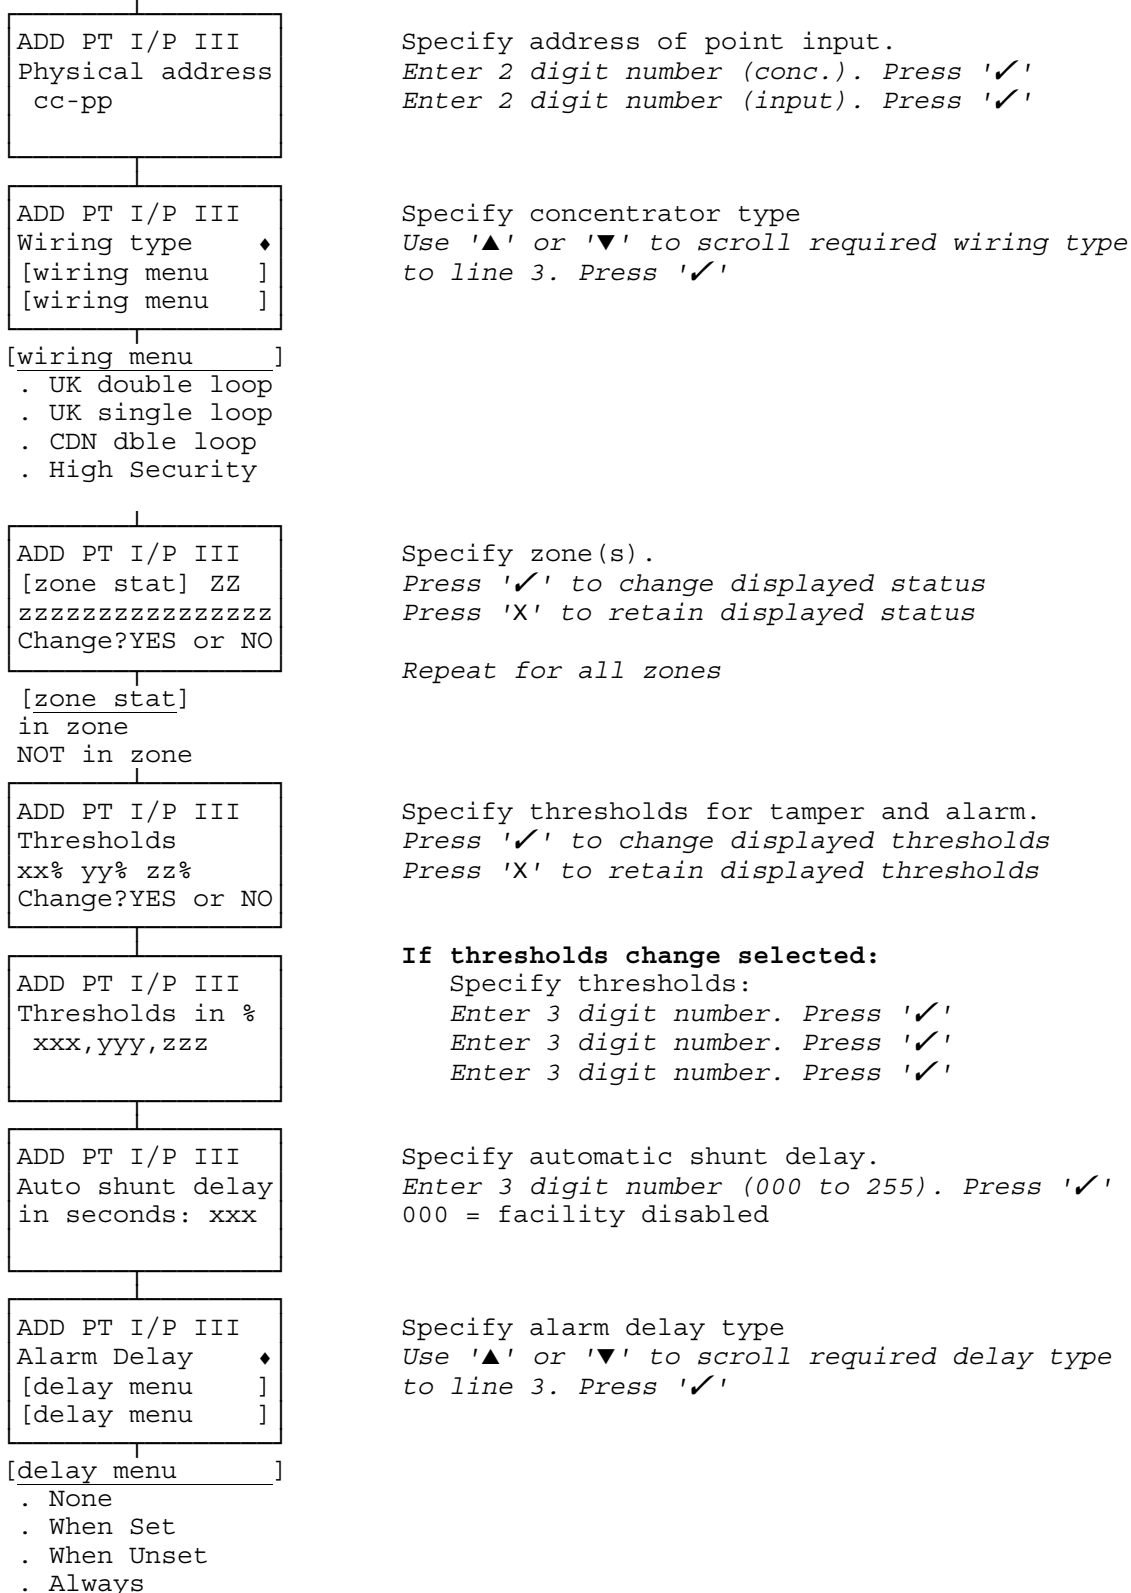 ADD PT I/P III
Physical address
cc-pp
Specify address of point input.
Enter 2 digit number (conc.). Press '✓'
Enter 2 digit number (input). Press '✓'
ADD PT I/P III
Wiring type ♦
[wiring menu ]
[wiring menu ]
Specify concentrator type
Use '▲' or '▼' to scroll required wiring type
to line 3. Press '✓'
[wiring menu ]
. UK double loop
. UK single loop
. CDN dble loop
. High Security
ADD PT I/P III
[zone stat] ZZ
zzzzzzzzzzzzzzzz
Change?YES or NO
Specify zone(s).
Press '✓' to change displayed status
Press 'X' to retain displayed status
Repeat for all zones
[zone stat]
in zone
NOT in zone
ADD PT I/P III
Thresholds
xx% yy% zz%
Change?YES or NO
Specify thresholds for tamper and alarm.
Press '✓' to change displayed thresholds
Press 'X' to retain displayed thresholds
ADD PT I/P III
Thresholds in %
xxx,yyy,zzz
If thresholds change selected:
Specify thresholds:
Enter 3 digit number. Press '✓'
Enter 3 digit number. Press '✓'
Enter 3 digit number. Press '✓'
ADD PT I/P III
Auto shunt delay
in seconds: xxx
Specify automatic shunt delay.
Enter 3 digit number (000 to 255). Press '✓'
000 = facility disabled
ADD PT I/P III
Alarm Delay ♦
[delay menu ]
[delay menu ]
Specify alarm delay type
Use '▲' or '▼' to scroll required delay type
to line 3. Press '✓'
[delay menu ]
. None
. When Set
. When Unset
. Always